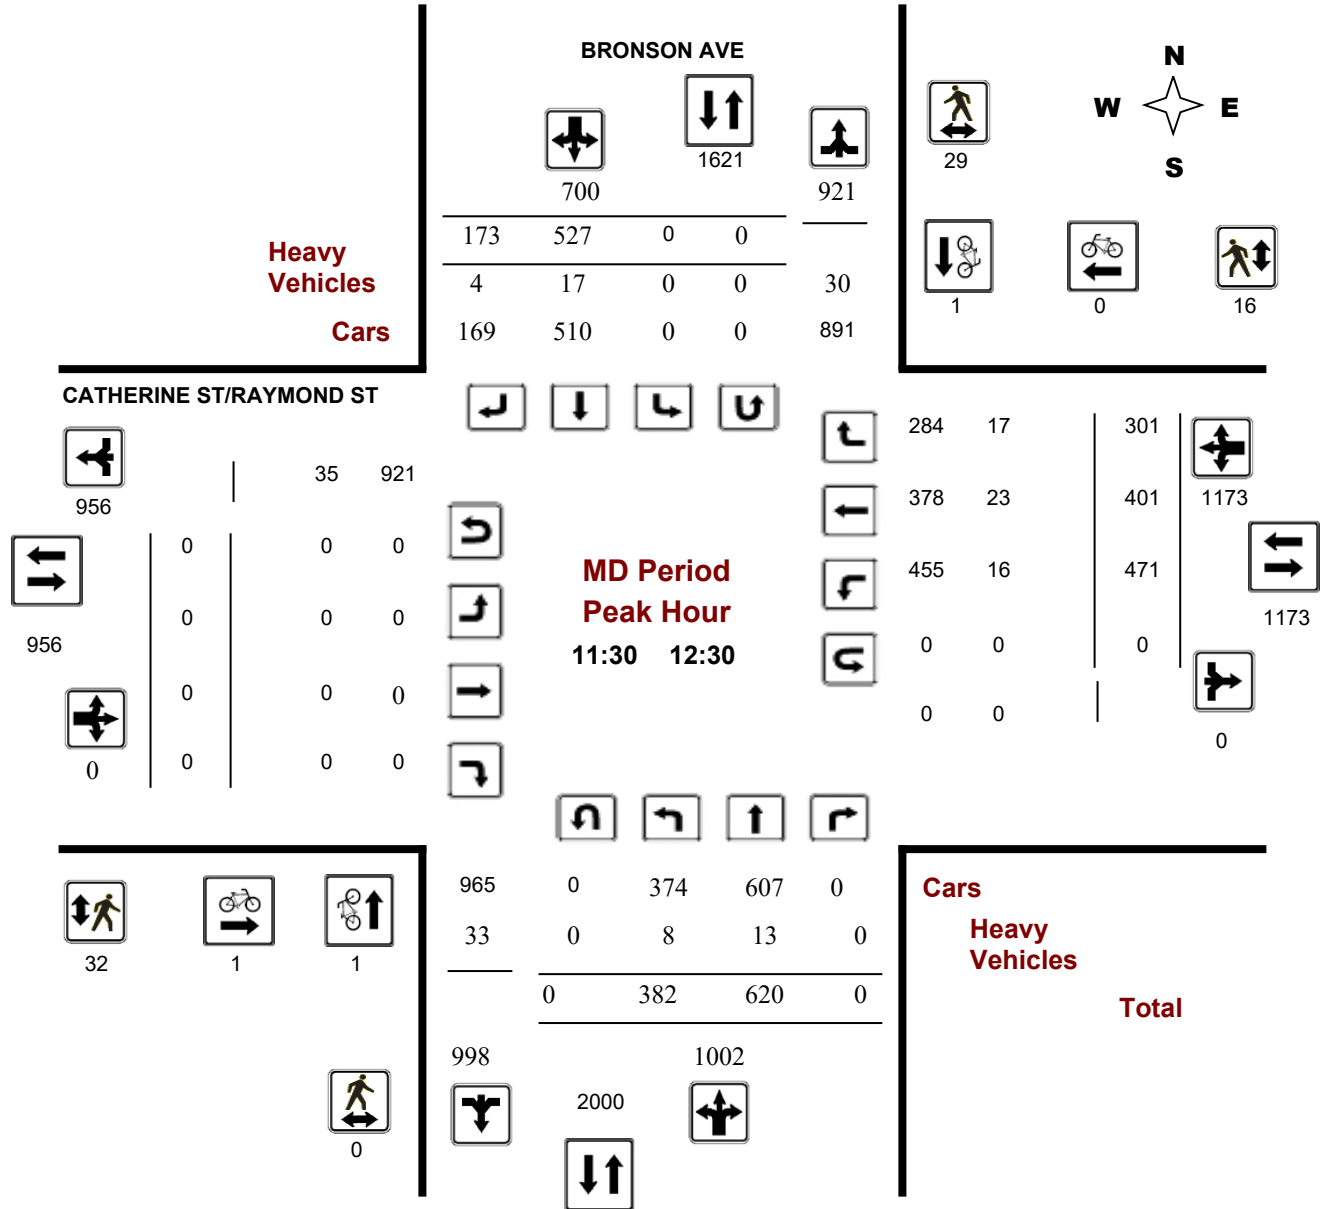 BRONSON AVE
N
W E
S
1621
29
700 921
173 527 0 0
Heavy
Vehicles
4 17 0 0 30
1 0 16
Cars
169 510 0 0 891
CATHERINE ST/RAYMOND ST
284 17 301
35 921
956
378 23 401 1173
0 0 0
MD Period
455 16 471
Peak Hour
0 0 0
1173
956
11:30 12:30
0 0 0
0 0 0
0 0
0
0 0 0
0
965 0 374 607 0
Cars
33 0 8 13 0
Heavy
Vehicles
32 1 1
0 382 620 0
Total
998 1002
2000
0